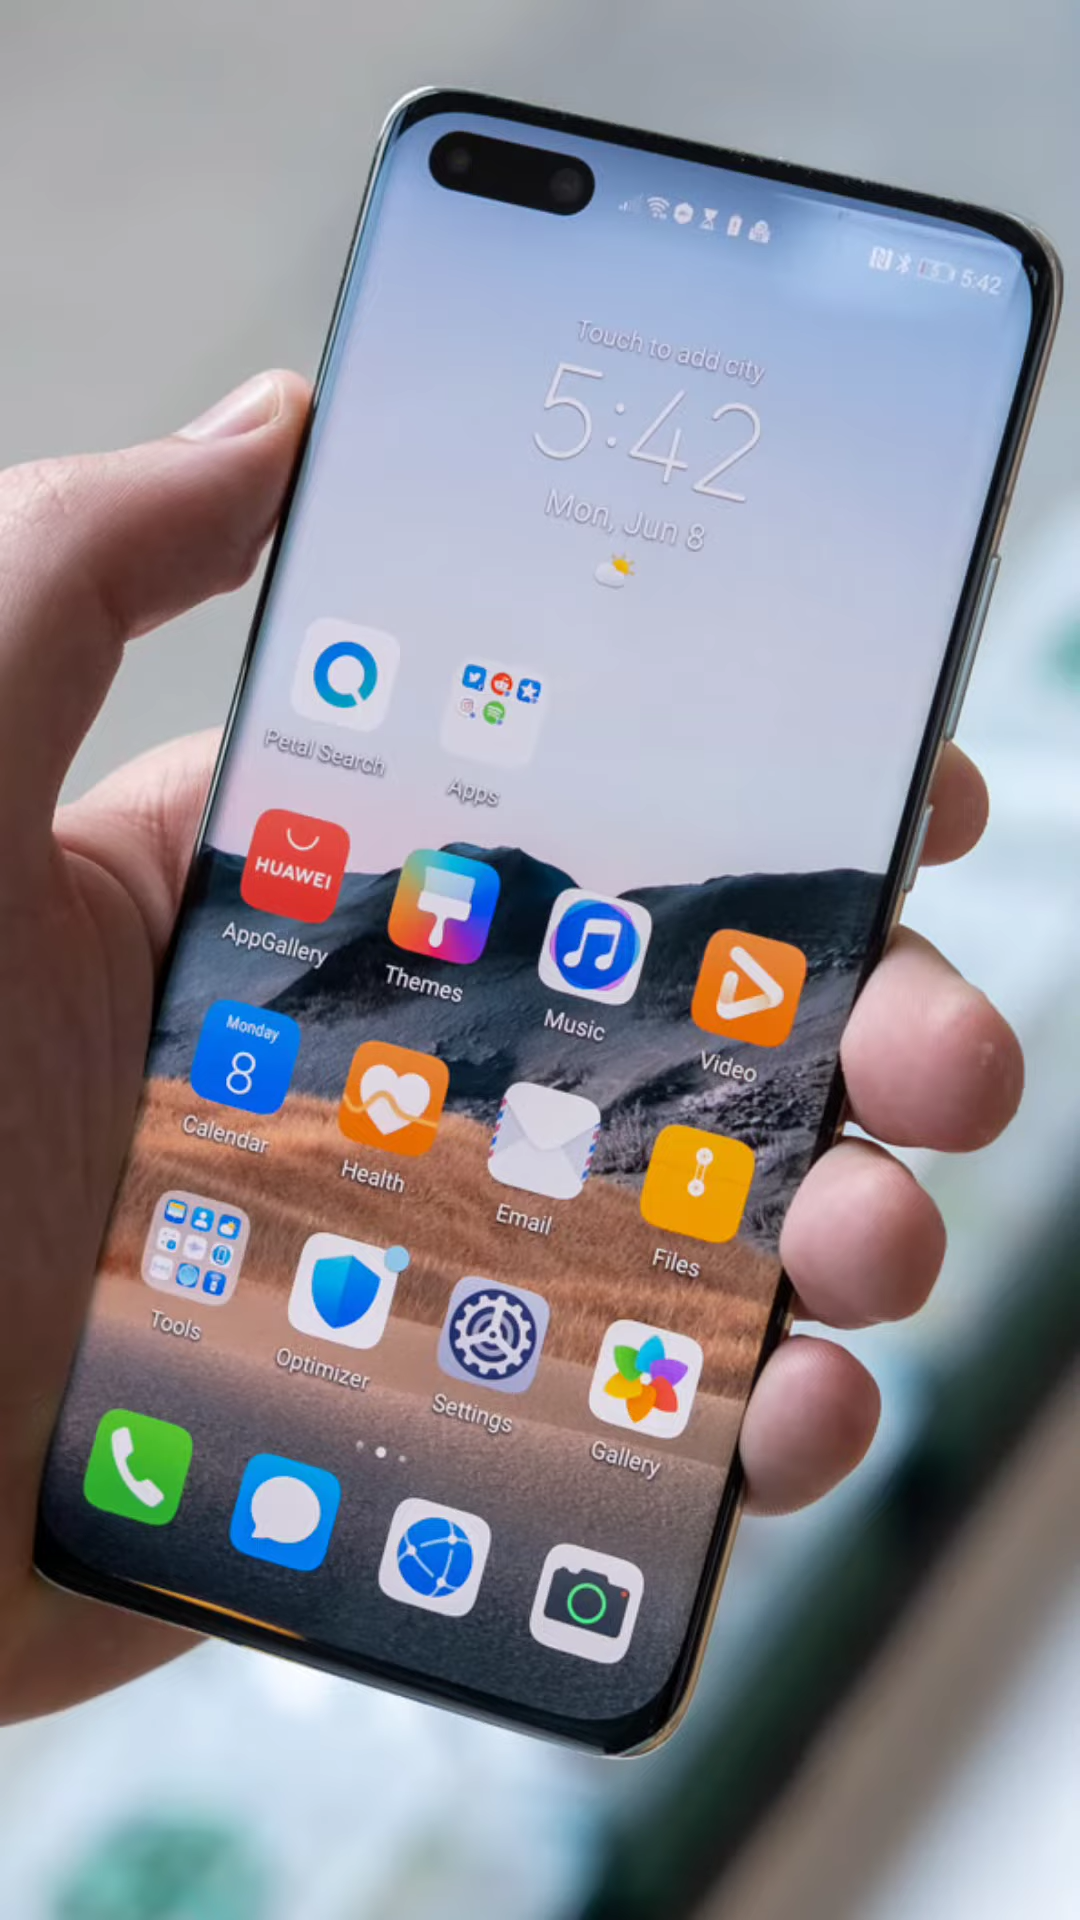 5:42
Touch to add city
5:42
Mon, Jun 8
Petal Search
Apps
HUAWEI
AppGallery
Themes
Music
Video
Monday
8
Calendar
Health
Email
Files
Tools
Optimizer
Settings
Gallery